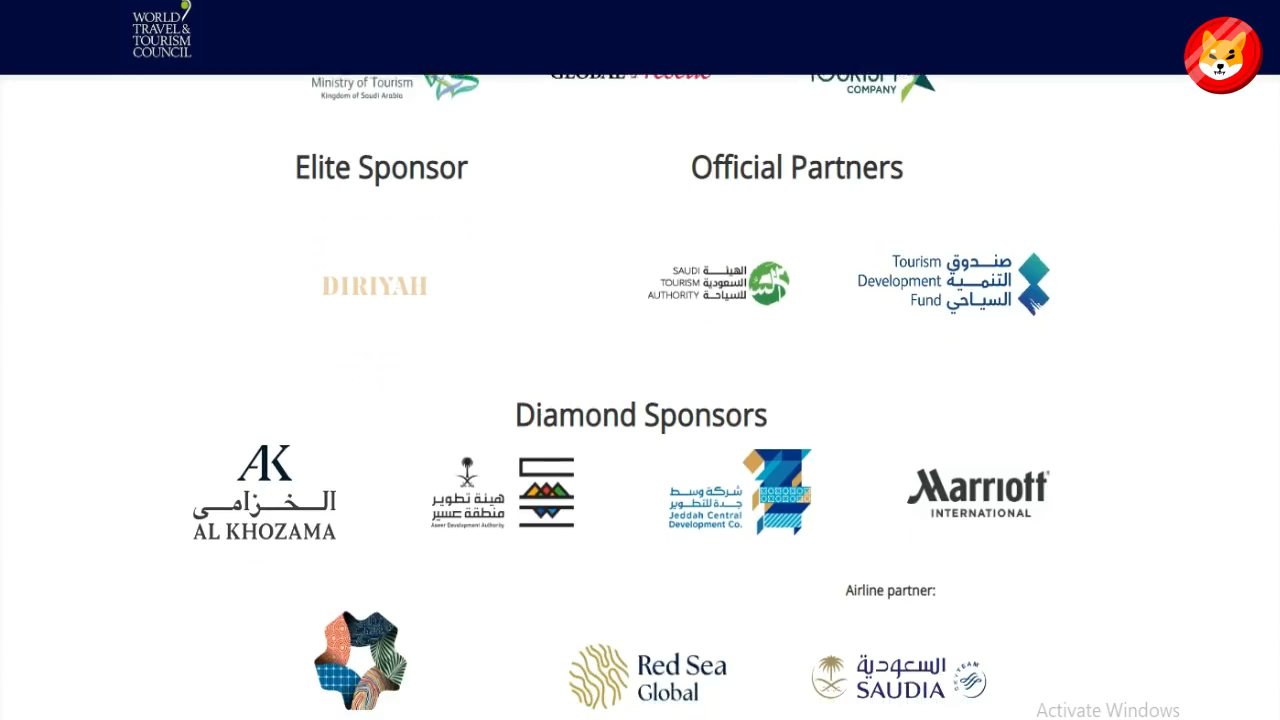 WORLD
TRAVEL &
TOURISM
COUNCIL
Ministry of Tourism
Kingdom of Saudi Arabia
GLOBAL rescue
COMPANY
Elite Sponsor
Official Partners
DIRIYAH
SAUDI الهيئة
TOURISM السعودية
AUTHORITY للسياحة
Tourism صندوق
Development التنمية
Fund السياحي
Diamond Sponsors
AK
الخزامى
AL KHOZAMA
هيئة تطوير
منطقة عسير
Aseer Development Authority
شركة وسط
جدة للتطوير
Jeddah Central
Development Co.
Marriott
INTERNATIONAL
Airline partner:
Red Sea
Global
السعودية
SAUDIA
SKYTEAM
Activate Windows